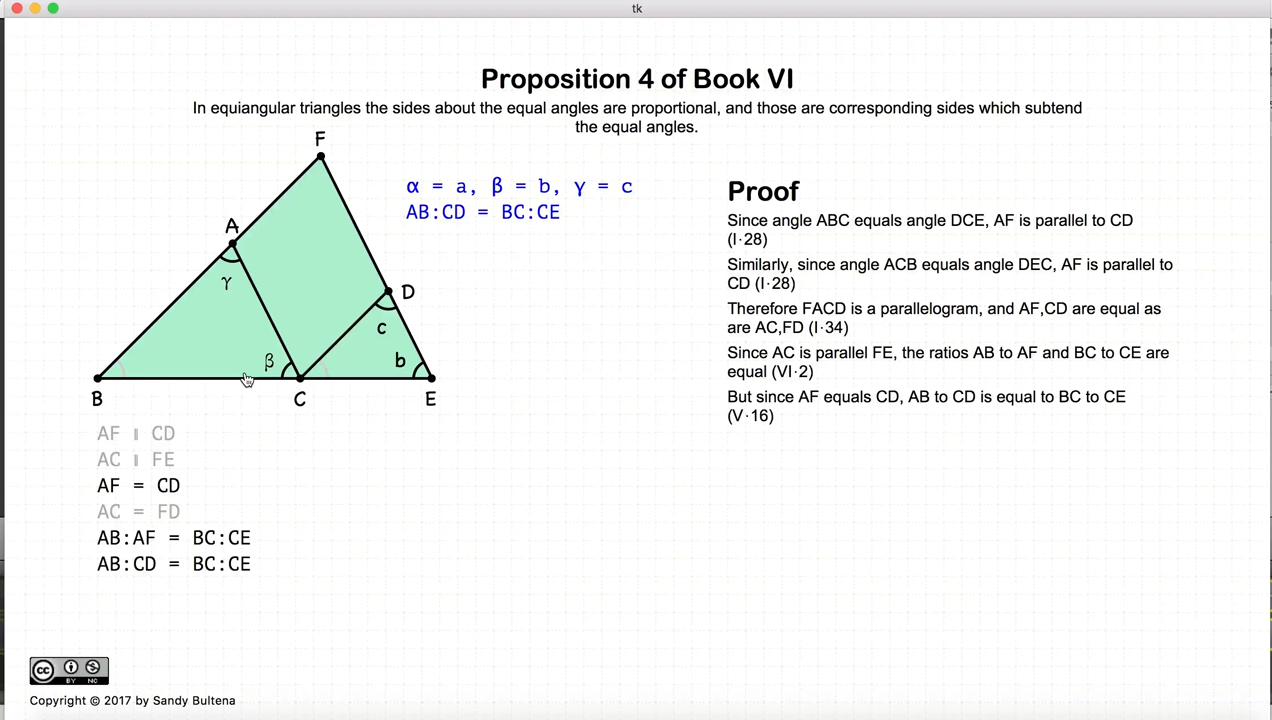 tk
Proposition 4 of Book VI
In equiangular triangles the sides about the equal angles are proportional, and those are corresponding sides which subtend
the equal angles.
F
α = a, β = b, γ = c
AB:CD = BC:CE
A
γ
D
c
β
b
B
C
E
AF ∥ CD
AC ∥ FE
AF = CD
AC = FD
AB:AF = BC:CE
AB:CD = BC:CE
Proof
Since angle ABC equals angle DCE, AF is parallel to CD
(I·28)
Similarly, since angle ACB equals angle DEC, AF is parallel to
CD (I·28)
Therefore FACD is a parallelogram, and AF,CD are equal as
are AC,FD (I·34)
Since AC is parallel FE, the ratios AB to AF and BC to CE are
equal (VI·2)
But since AF equals CD, AB to CD is equal to BC to CE
(V·16)
cc
BY NC
Copyright © 2017 by Sandy Bultena